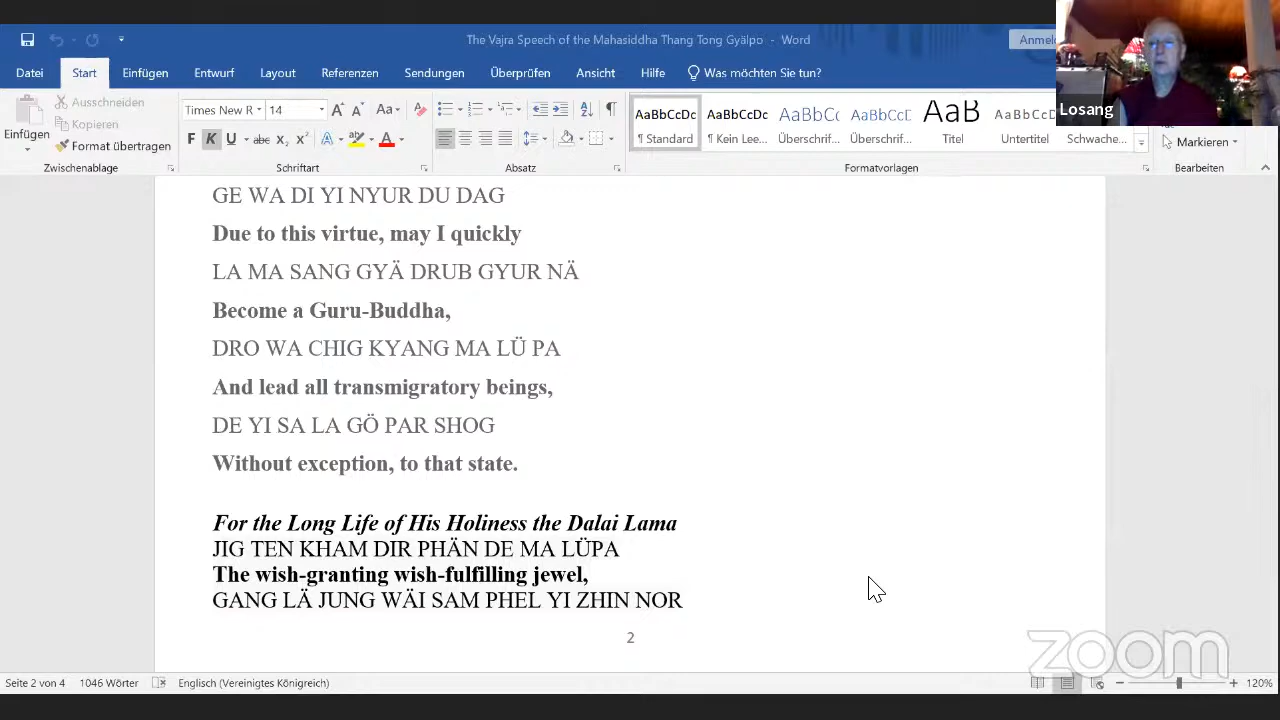 The Vajra Speech of the Mahasiddha Thang Tong Gyälpo - Word
Datei Start Einfügen Entwurf Layout Referenzen Sendungen Überprüfen Ansicht Hilfe Was möchten Sie tun?
Losang
Einfügen
Ausschneiden
Kopieren
Format übertragen
Zwischenablage
Times New R 14
F K U abc
Schriftart
Absatz
AaBbCcDc AaBbCcDc AaBbCc AaBbCcD AaB AaBbCcD
¶ Standard ¶ Kein Lee... Überschrif... Überschrif... Titel Untertitel Schwache...
Formatvorlagen
Markieren
Bearbeiten
GE WA DI YI NYUR DU DAG
Due to this virtue, may I quickly
LA MA SANG GYÄ DRUB GYUR NÄ
Become a Guru-Buddha,
DRO WA CHIG KYANG MA LÜ PA
And lead all transmigratory beings,
DE YI SA LA GÖ PAR SHOG
Without exception, to that state.
For the Long Life of His Holiness the Dalai Lama
JIG TEN KHAM DIR PHÄN DE MA LÜPA
The wish-granting wish-fulfilling jewel,
GANG LÄ JUNG WÄI SAM PHEL YI ZHIN NOR
2
zoom
Seite 2 von 4 1046 Wörter Englisch (Vereinigtes Königreich) 120%